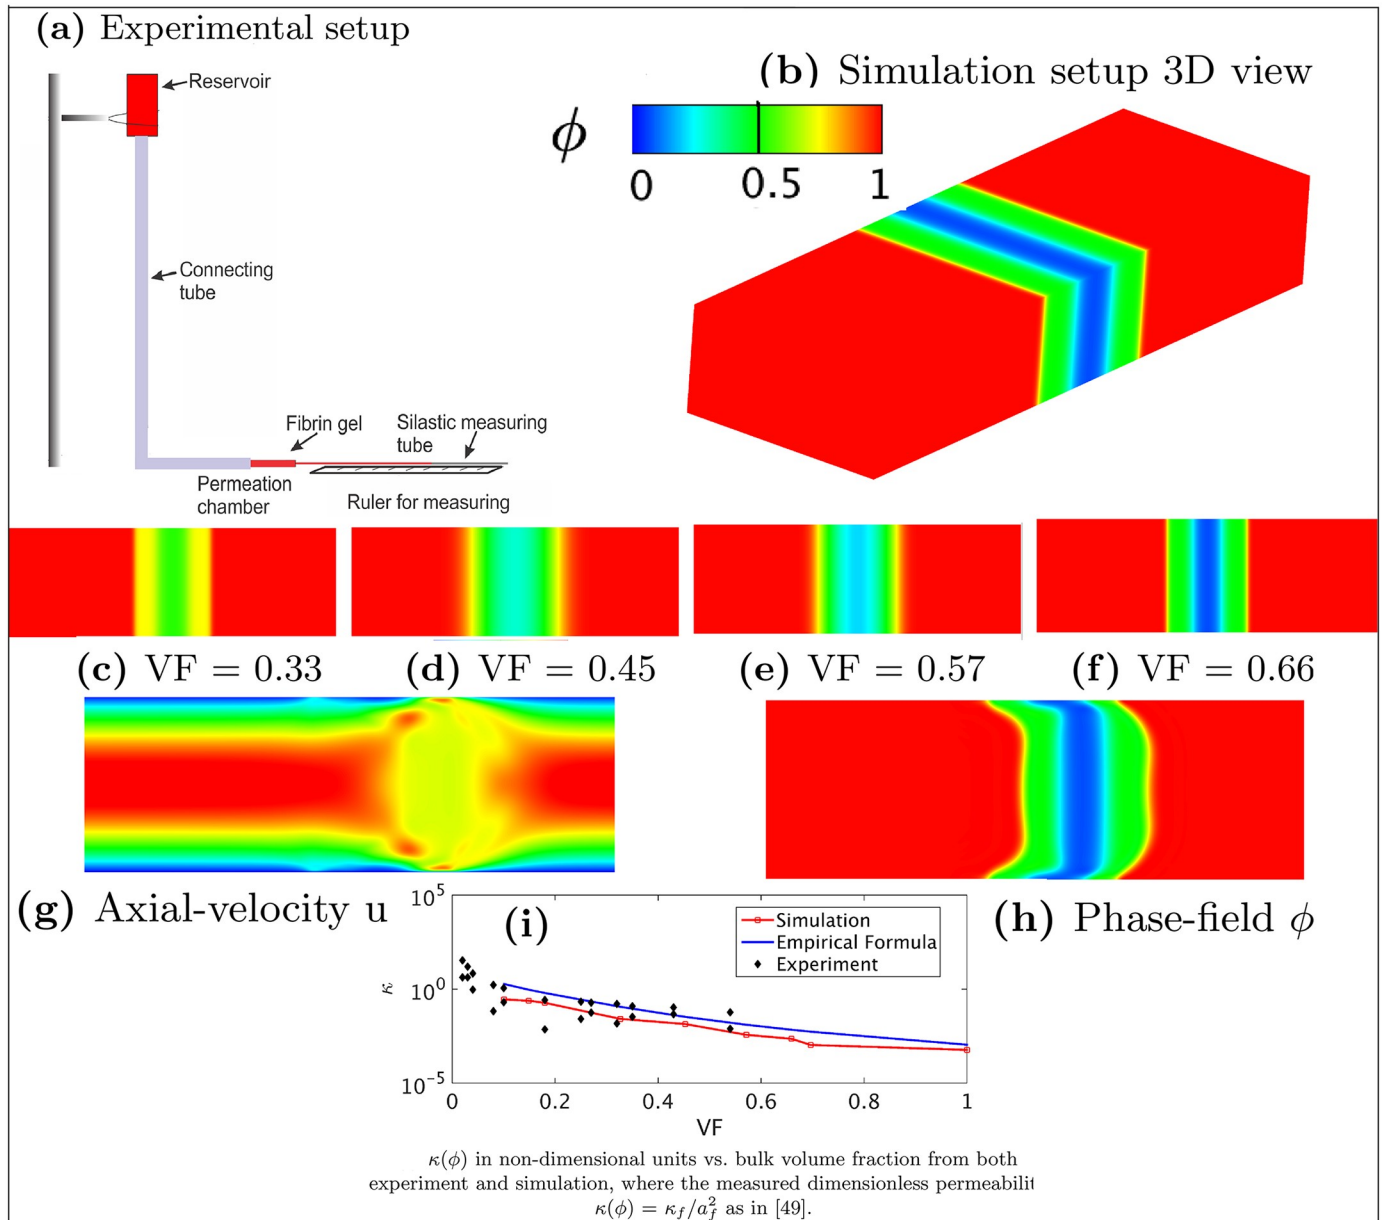 (a) Experimental setup
Reservoir
(b) Simulation setup 3D view
ϕ
0 0.5 1
Connecting
tube
Fibrin gel
Silastic measuring
tube
Permeation
chamber
Ruler for measuring
(c) VF = 0.33
(d) VF = 0.45
(e) VF = 0.57
(f) VF = 0.66
(g) Axial-velocity u
(h) Phase-field ϕ
(i)
Simulation
Empirical Formula
Experiment
κ
10^5
10^0
10^-5
0 0.2 0.4 0.6 0.8 1
VF
κ(ϕ) in non-dimensional units vs. bulk volume fraction from both
experiment and simulation, where the measured dimensionless permeabilit
κ(ϕ) = κ_f/a_f^2 as in [49].